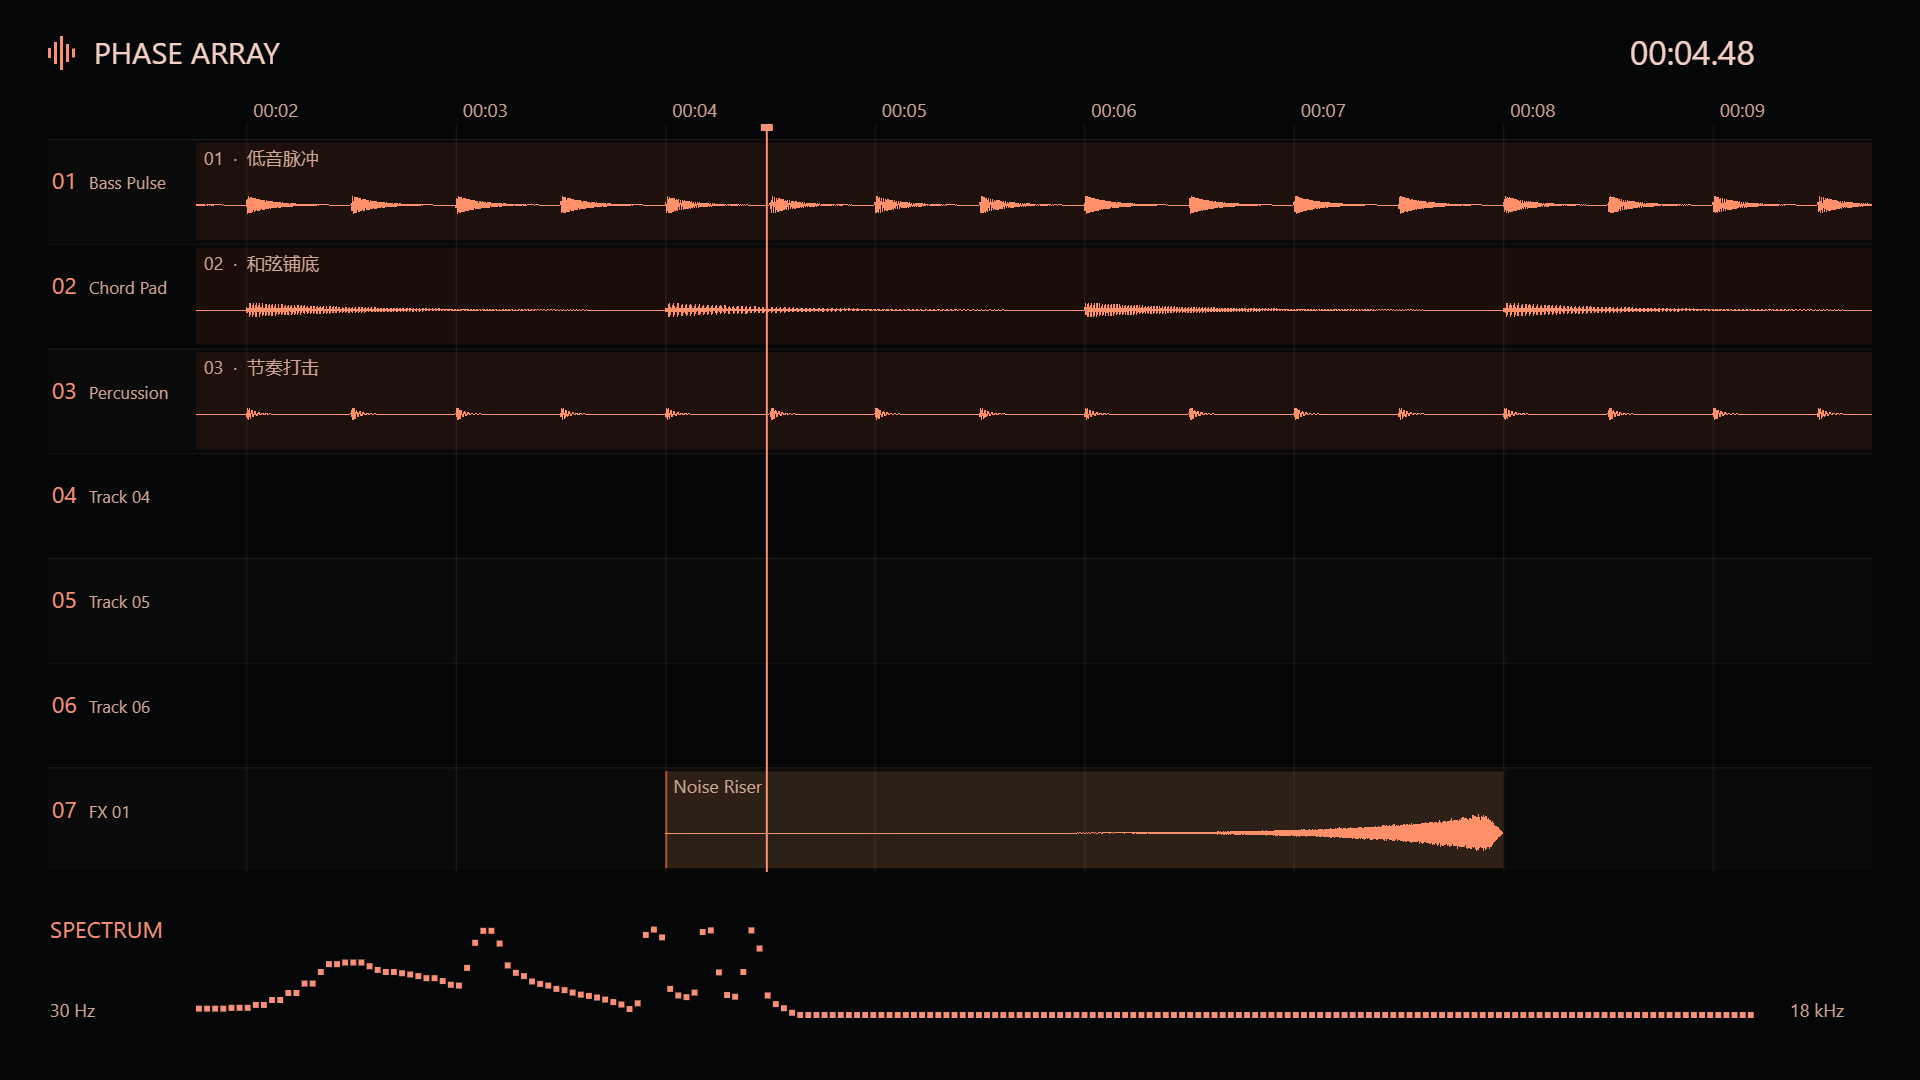 PHASE ARRAY
00:04.48
00:02 00:03 00:04 00:05 00:06 00:07 00:08 00:09
01 Bass Pulse
01 · 低音脉冲
02 Chord Pad
02 · 和弦铺底
03 Percussion
03 · 节奏打击
04 Track 04
05 Track 05
06 Track 06
07 FX 01
Noise Riser
SPECTRUM
30 Hz
18 kHz